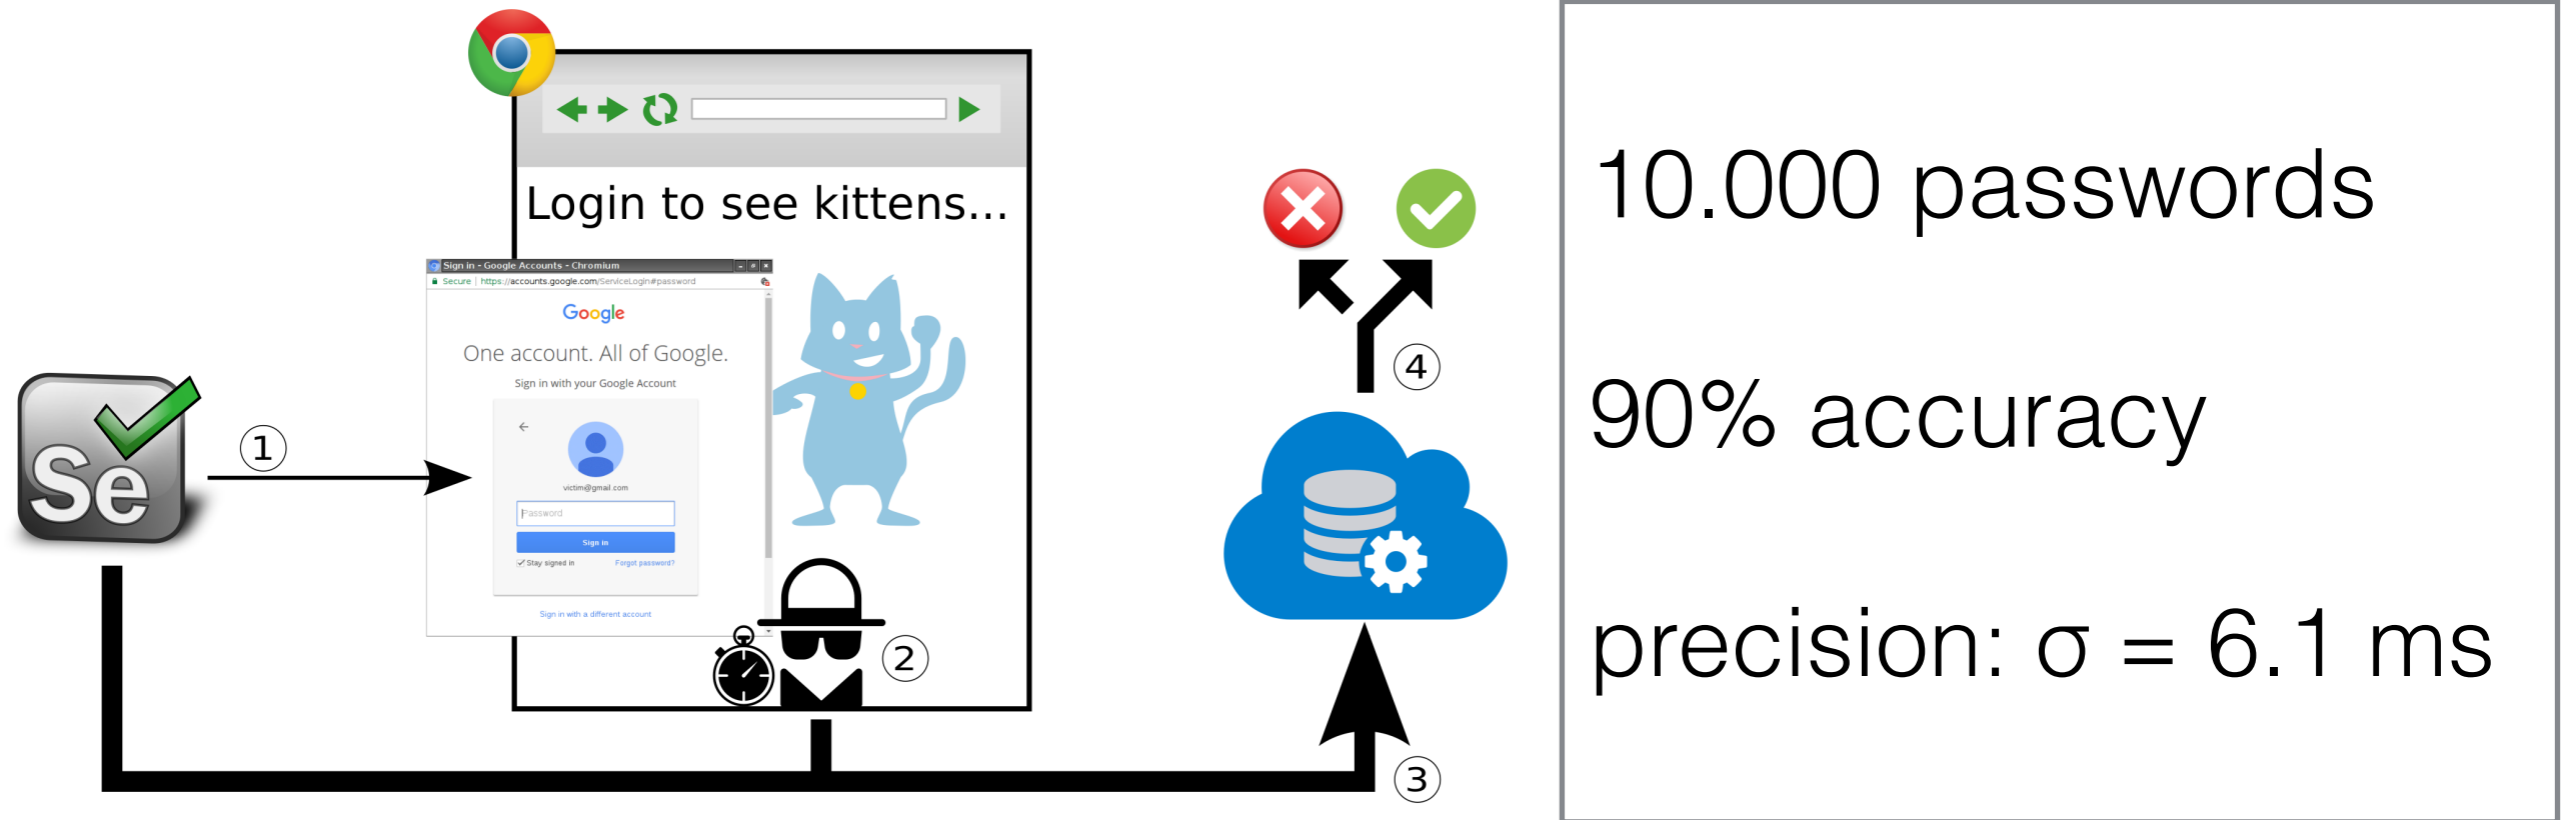 Login to see kittens...
Sign in - Google Accounts - Chromium
Secure | https://accounts.google.com/ServiceLogin#password
Google
One account. All of Google.
Sign in with your Google Account
victim@gmail.com
Password
Sign in
Stay signed in Forgot password?
Sign in with a different account
Se
①
②
③
④
10.000 passwords
90% accuracy
precision: σ = 6.1 ms